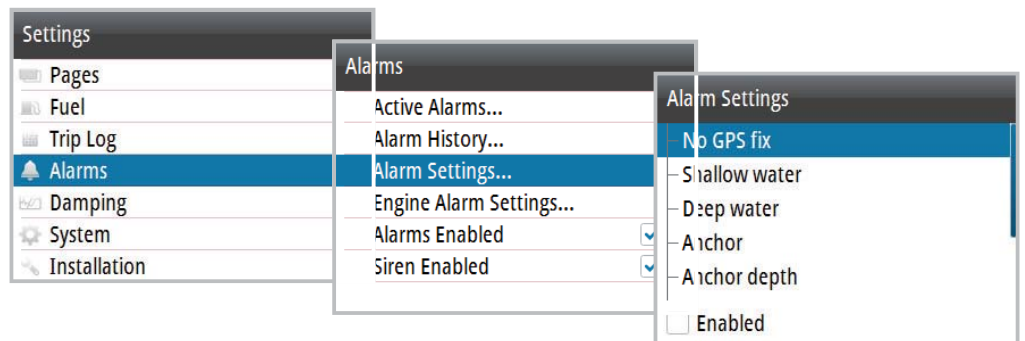 Settings
Pages
Fuel
Trip Log
Alarms
Damping
System
Installation
Alarms
Active Alarms...
Alarm History...
Alarm Settings...
Engine Alarm Settings...
Alarms Enabled
Siren Enabled
Alarm Settings
No GPS fix
Shallow water
Deep water
Anchor
Anchor depth
Enabled